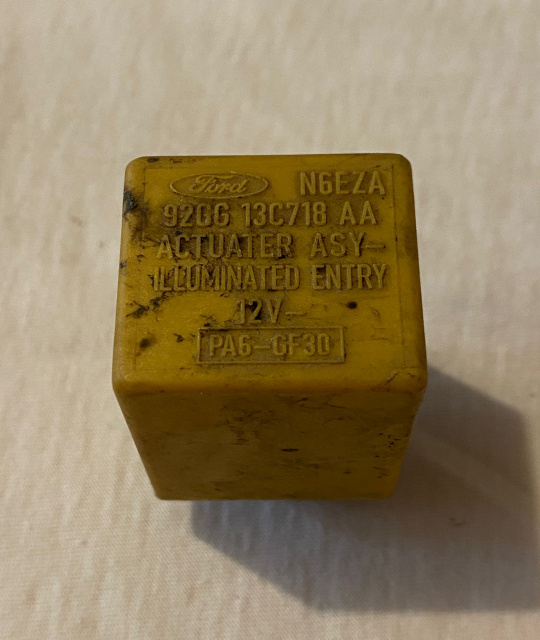 Ford N6EZA
92GG 13C718 AA
ACTUATER ASY-
ILLUMINATED ENTRY
12V-
PA6-GF30